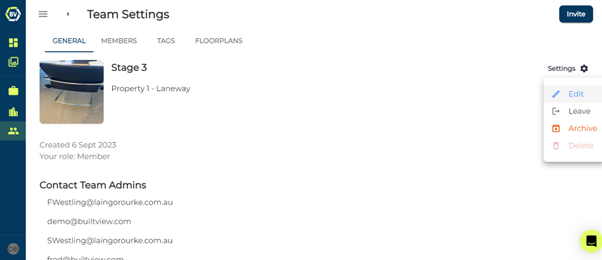 BV
Team Settings
Invite
GENERAL
MEMBERS
TAGS
FLOORPLANS
Stage 3
Settings
Property 1 - Laneway
Edit
Leave
Archive
Delete
Created 6 Sept 2023
Your role: Member
Contact Team Admins
FWestling@laingorourke.com.au
demo@builtview.com
SWestling@laingorourke.com.au
fred@builtview.com